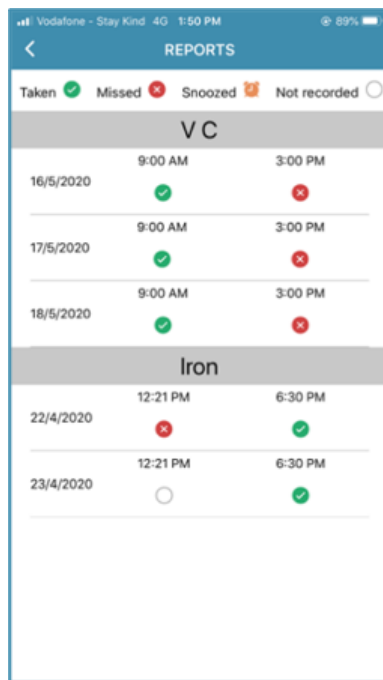 Vodafone - Stay Kind 4G 1:50 PM 89%
REPORTS
Taken Missed Snoozed Not recorded
V C
9:00 AM 3:00 PM
16/5/2020
9:00 AM 3:00 PM
17/5/2020
9:00 AM 3:00 PM
18/5/2020
Iron
12:21 PM 6:30 PM
22/4/2020
12:21 PM 6:30 PM
23/4/2020